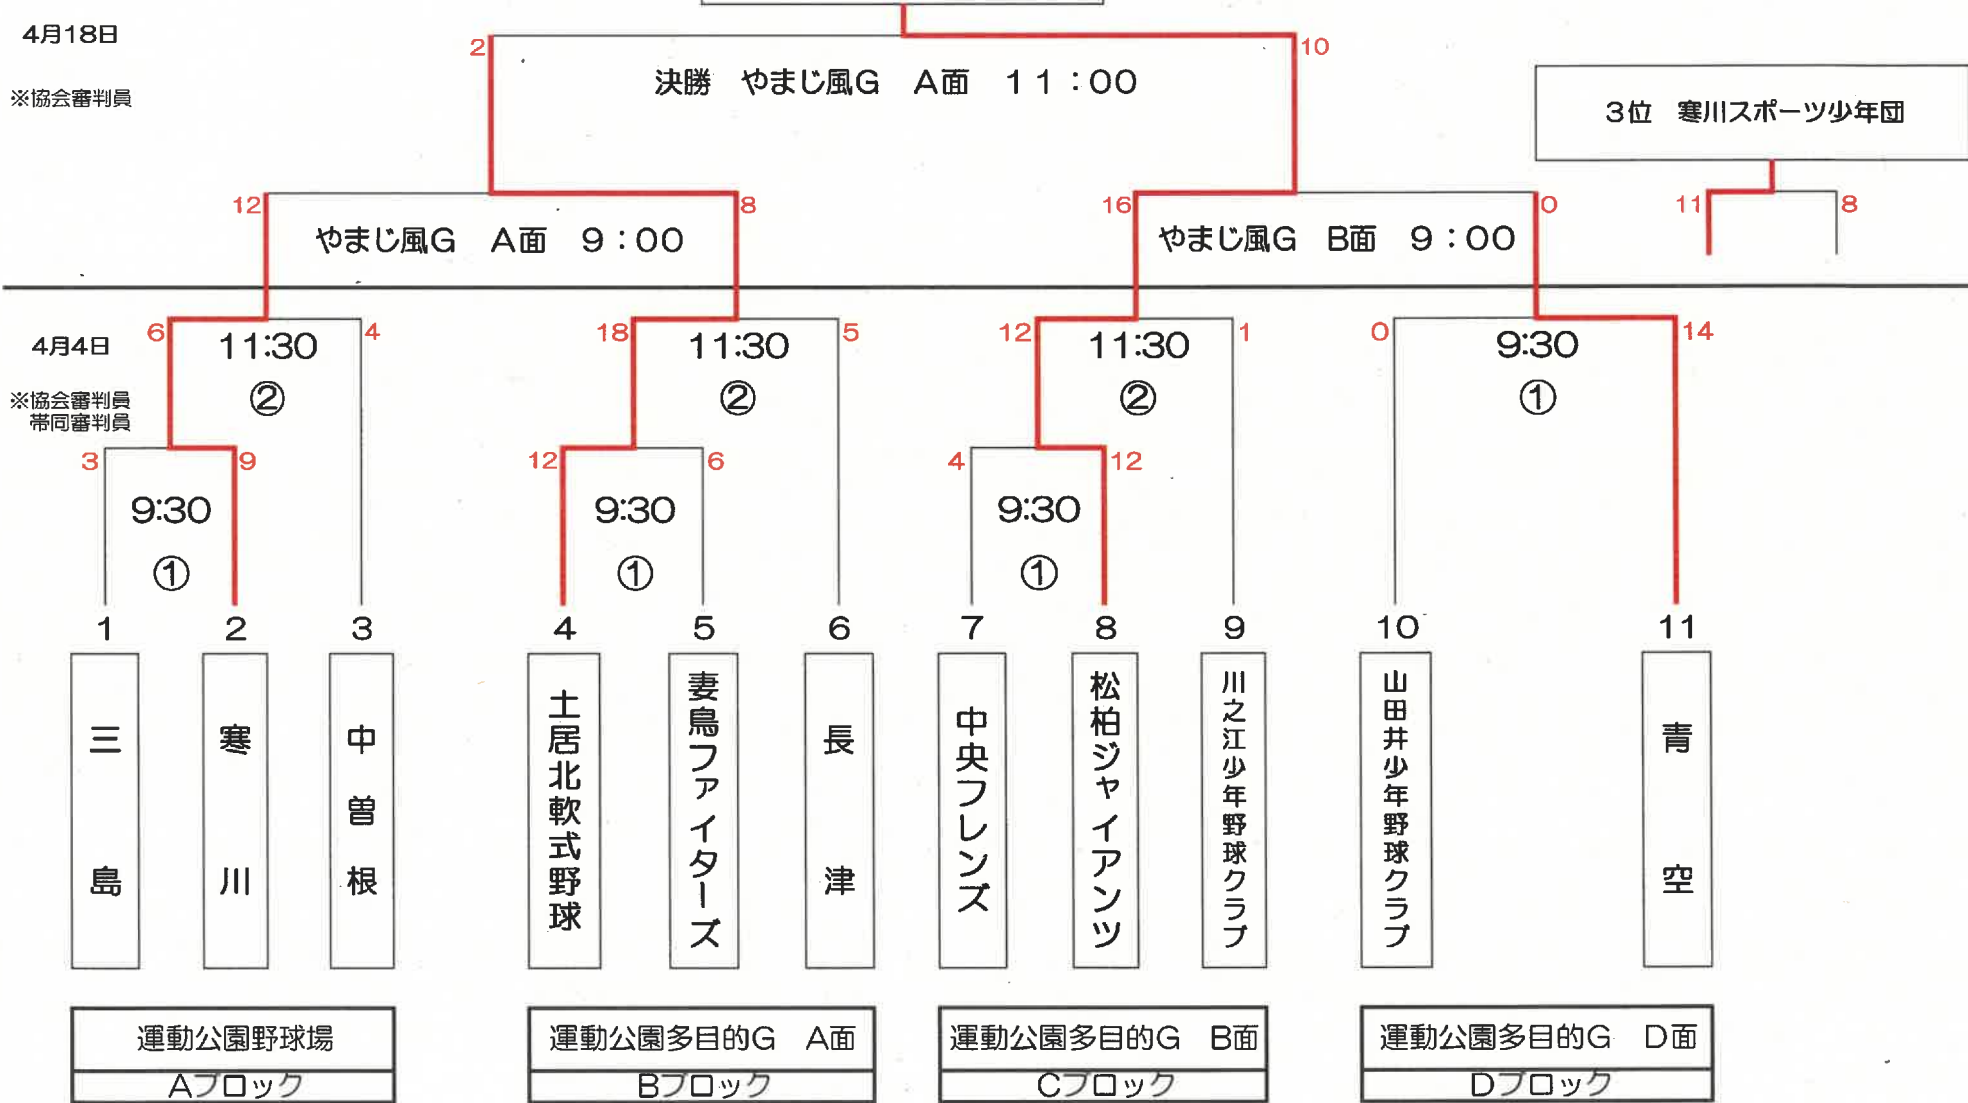 4月18日
2
10
※協会審判員
決勝 やまじ風G A面 11：00
3位 寒川スポーツ少年団
12
8
16
0
11
8
やまじ風G A面 9：00
やまじ風G B面 9：00
4月4日
6
4
18
5
12
1
0
14
11:30
11:30
11:30
9:30
※協会審判員
帯同審判員
②
②
②
①
3
9
12
6
4
12
9:30
9:30
9:30
①
①
①
1
2
3
4
5
6
7
8
9
10
11
三島
寒川
中曽根
土居北軟式野球
妻鳥ファイターズ
長津
中央フレンズ
松柏ジャイアンツ
川之江少年野球クラブ
山田井少年野球クラブ
青空
運動公園野球場
運動公園多目的G A面
運動公園多目的G B面
運動公園多目的G D面
Aブロック
Bブロック
Cブロック
Dブロック